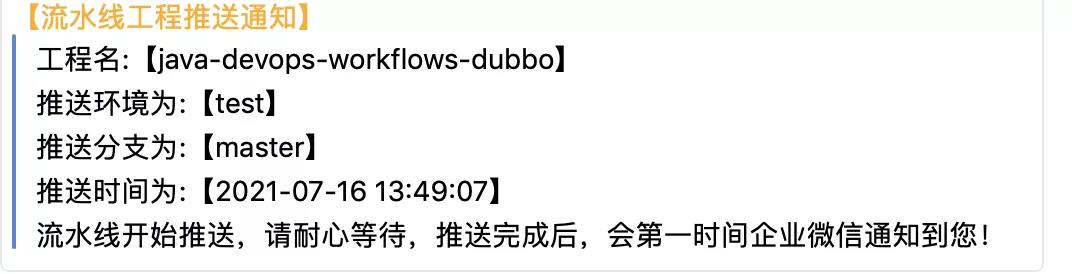 【流水线工程推送通知】
工程名:【java-devops-workflows-dubbo】
推送环境为:【test】
推送分支为:【master】
推送时间为:【2021-07-16 13:49:07】
流水线开始推送，请耐心等待，推送完成后，会第一时间企业微信通知到您！